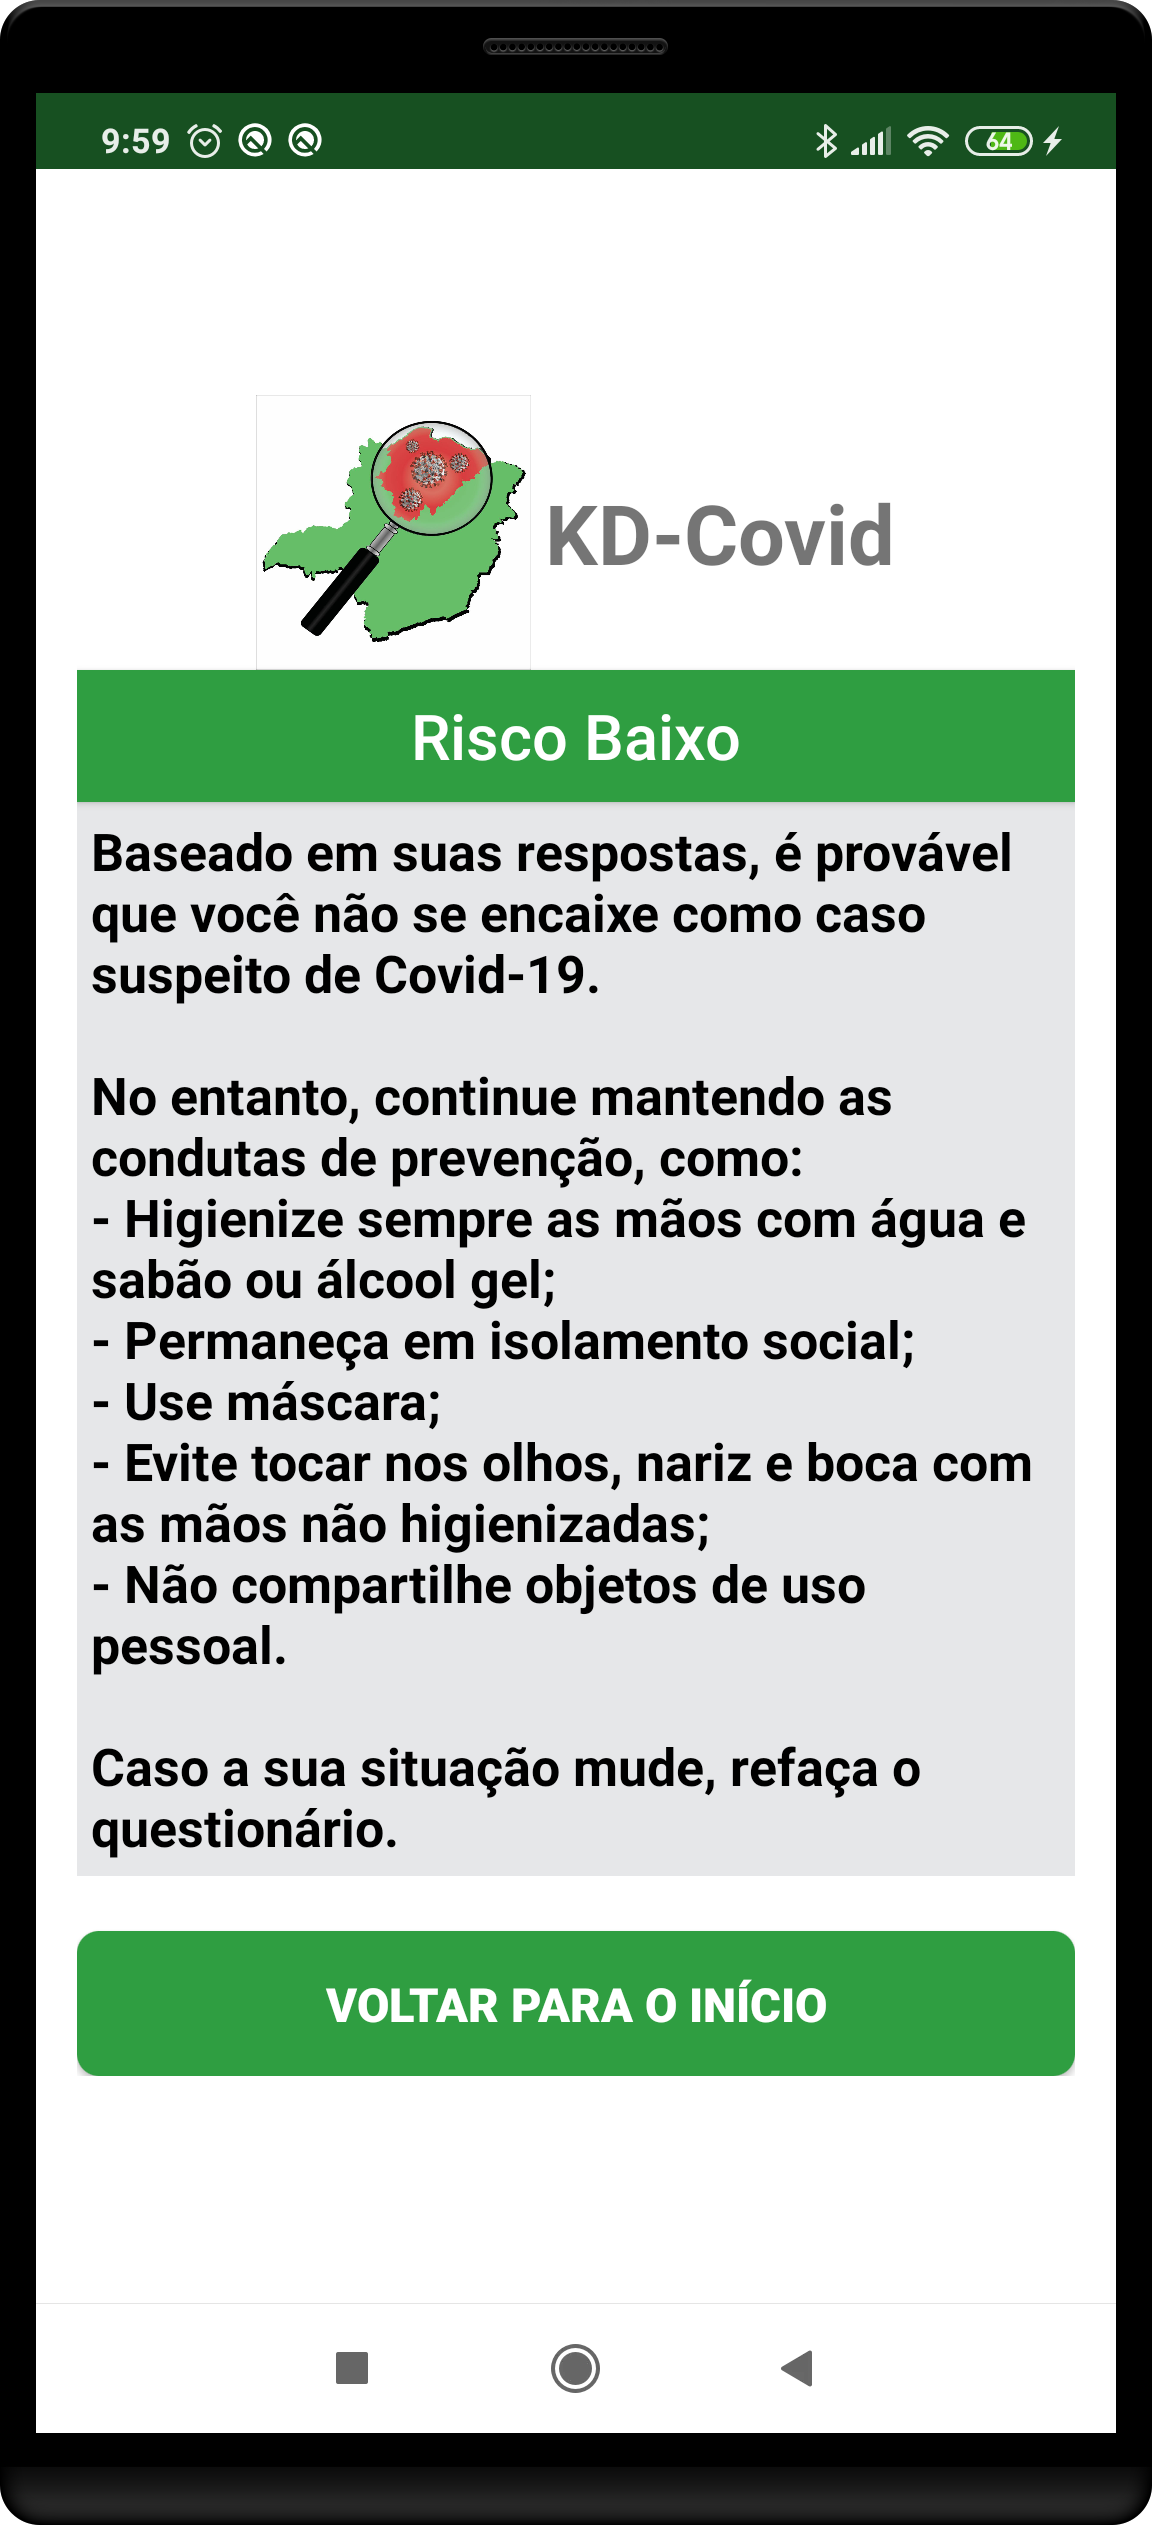 9:59
64
KD-Covid
Risco Baixo
Baseado em suas respostas, é provável
que você não se encaixe como caso
suspeito de Covid-19.
No entanto, continue mantendo as
condutas de prevenção, como:
- Higienize sempre as mãos com água e
sabão ou álcool gel;
- Permaneça em isolamento social;
- Use máscara;
- Evite tocar nos olhos, nariz e boca com
as mãos não higienizadas;
- Não compartilhe objetos de uso
pessoal.
Caso a sua situação mude, refaça o
questionário.
VOLTAR PARA O INÍCIO